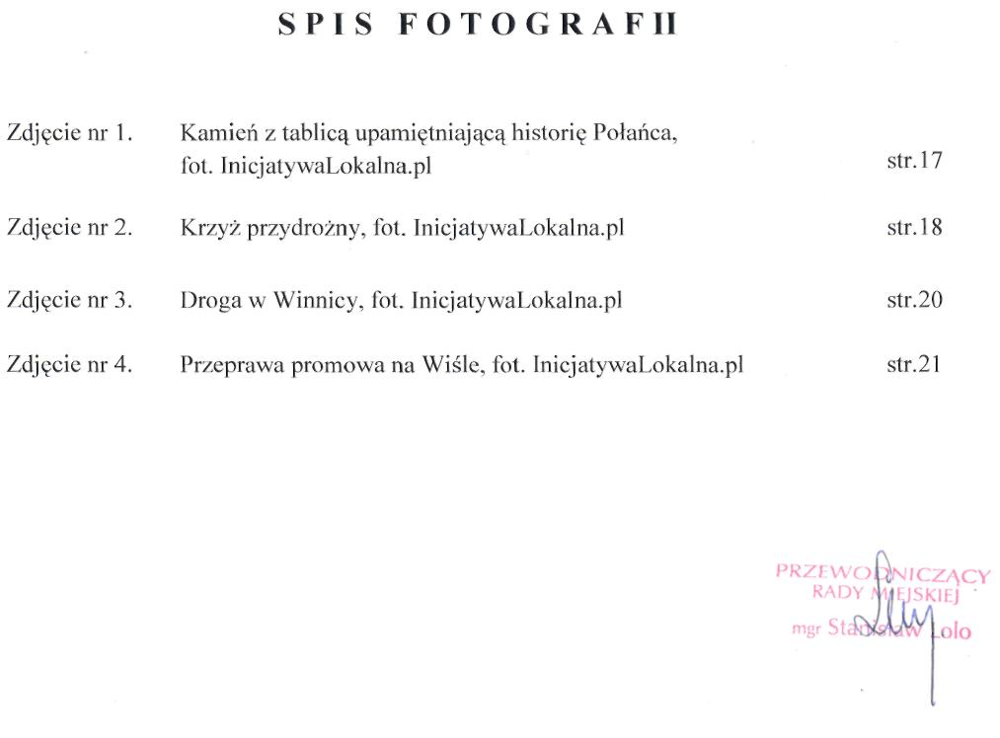 SPIS FOTOGRAFII
Zdjęcie nr 1. Kamień z tablicą upamiętniającą historię Połańca,
fot. InicjatywaLokalna.pl str.17
Zdjęcie nr 2. Krzyż przydrożny, fot. InicjatywaLokalna.pl str.18
Zdjęcie nr 3. Droga w Winnicy, fot. InicjatywaLokalna.pl str.20
Zdjęcie nr 4. Przeprawa promowa na Wiśle, fot. InicjatywaLokalna.pl str.21
PRZEWODNICZĄCY
RADY MIEJSKIEJ
mgr Stanisław Lolo